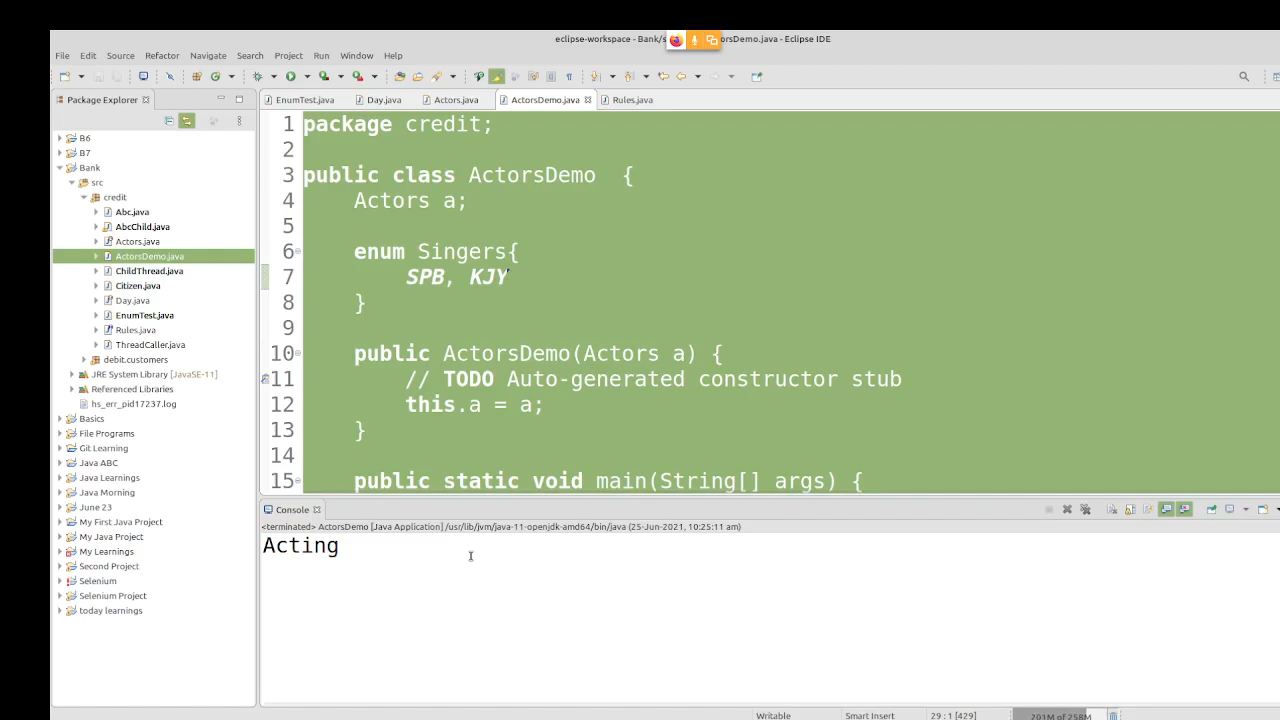 eclipse-workspace - Bank/s orsDemo.java - Eclipse IDE
File Edit Source Refactor Navigate Search Project Run Window Help
Package Explorer
EnumTest.java Day.java Actors.java ActorsDemo.java Rules.java
B6
B7
Bank
src
credit
Abc.java
AbcChild.java
Actors.java
ActorsDemo.java
ChildThread.java
Citizen.java
Day.java
EnumTest.java
Rules.java
ThreadCaller.java
debit.customers
JRE System Library [JavaSE-11]
Referenced Libraries
hs_err_pid17237.log
Basics
File Programs
Git Learning
Java ABC
Java Learnings
Java Morning
June 23
My First Java Project
My Java Project
My Learnings
Second Project
Selenium
Selenium Project
today learnings
1 package credit;
2
3 public class ActorsDemo {
4 Actors a;
5
6 enum Singers{
7 SPB, KJY
8 }
9
10 public ActorsDemo(Actors a) {
11 // TODO Auto-generated constructor stub
12 this.a = a;
13 }
14
15 public static void main(String[] args) {
Console
<terminated> ActorsDemo [Java Application] /usr/lib/jvm/java-11-openjdk-amd64/bin/java (25-Jun-2021, 10:25:11 am)
Acting
Writable Smart Insert 29 : 1 [429] 201M of 258M